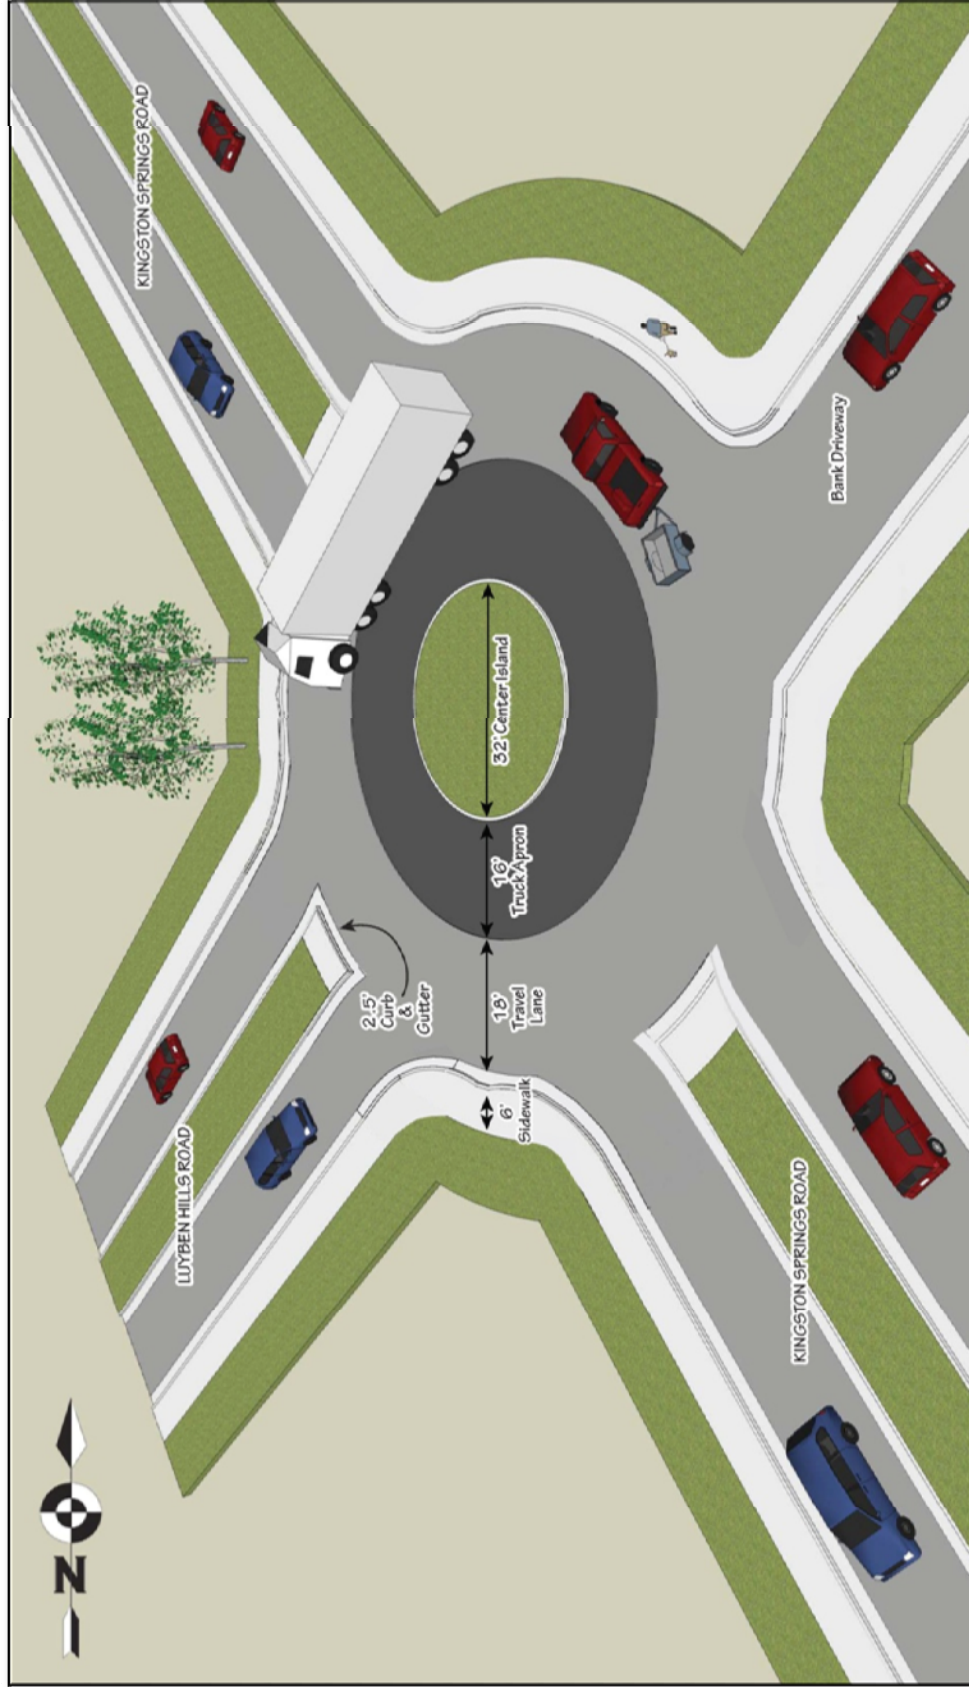 N
LUYBEN HILLS ROAD
KINGSTON SPRINGS ROAD
2.5'
Curb
&
Gutter
6'
Sidewalk
18'
Travel
Lane
16'
Truck Apron
32' Center Island
KINGSTON SPRINGS ROAD
Bank Driveway